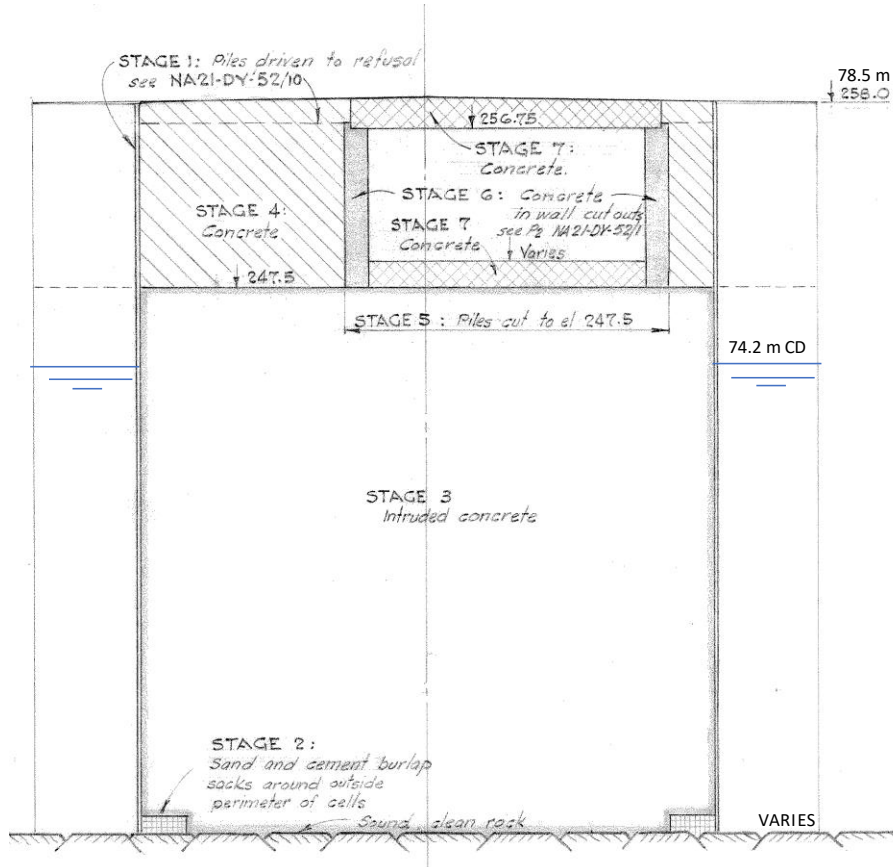 STAGE 1: Piles driven to refusal
see NA21-DY-52/10
78.5 m
258.0
256.75
STAGE 7:
Concrete.
STAGE 6: Concrete
in wall cutouts
see P2 NA21-DY-52/1
STAGE 4:
Concrete
STAGE 7
Concrete
Varies
247.5
STAGE 5: Piles cut to el 247.5
74.2 m CD
STAGE 3
Intruded concrete
STAGE 2:
Sand and cement burlap
sacks around outside
perimeter of cells
Sound clean rock
VARIES